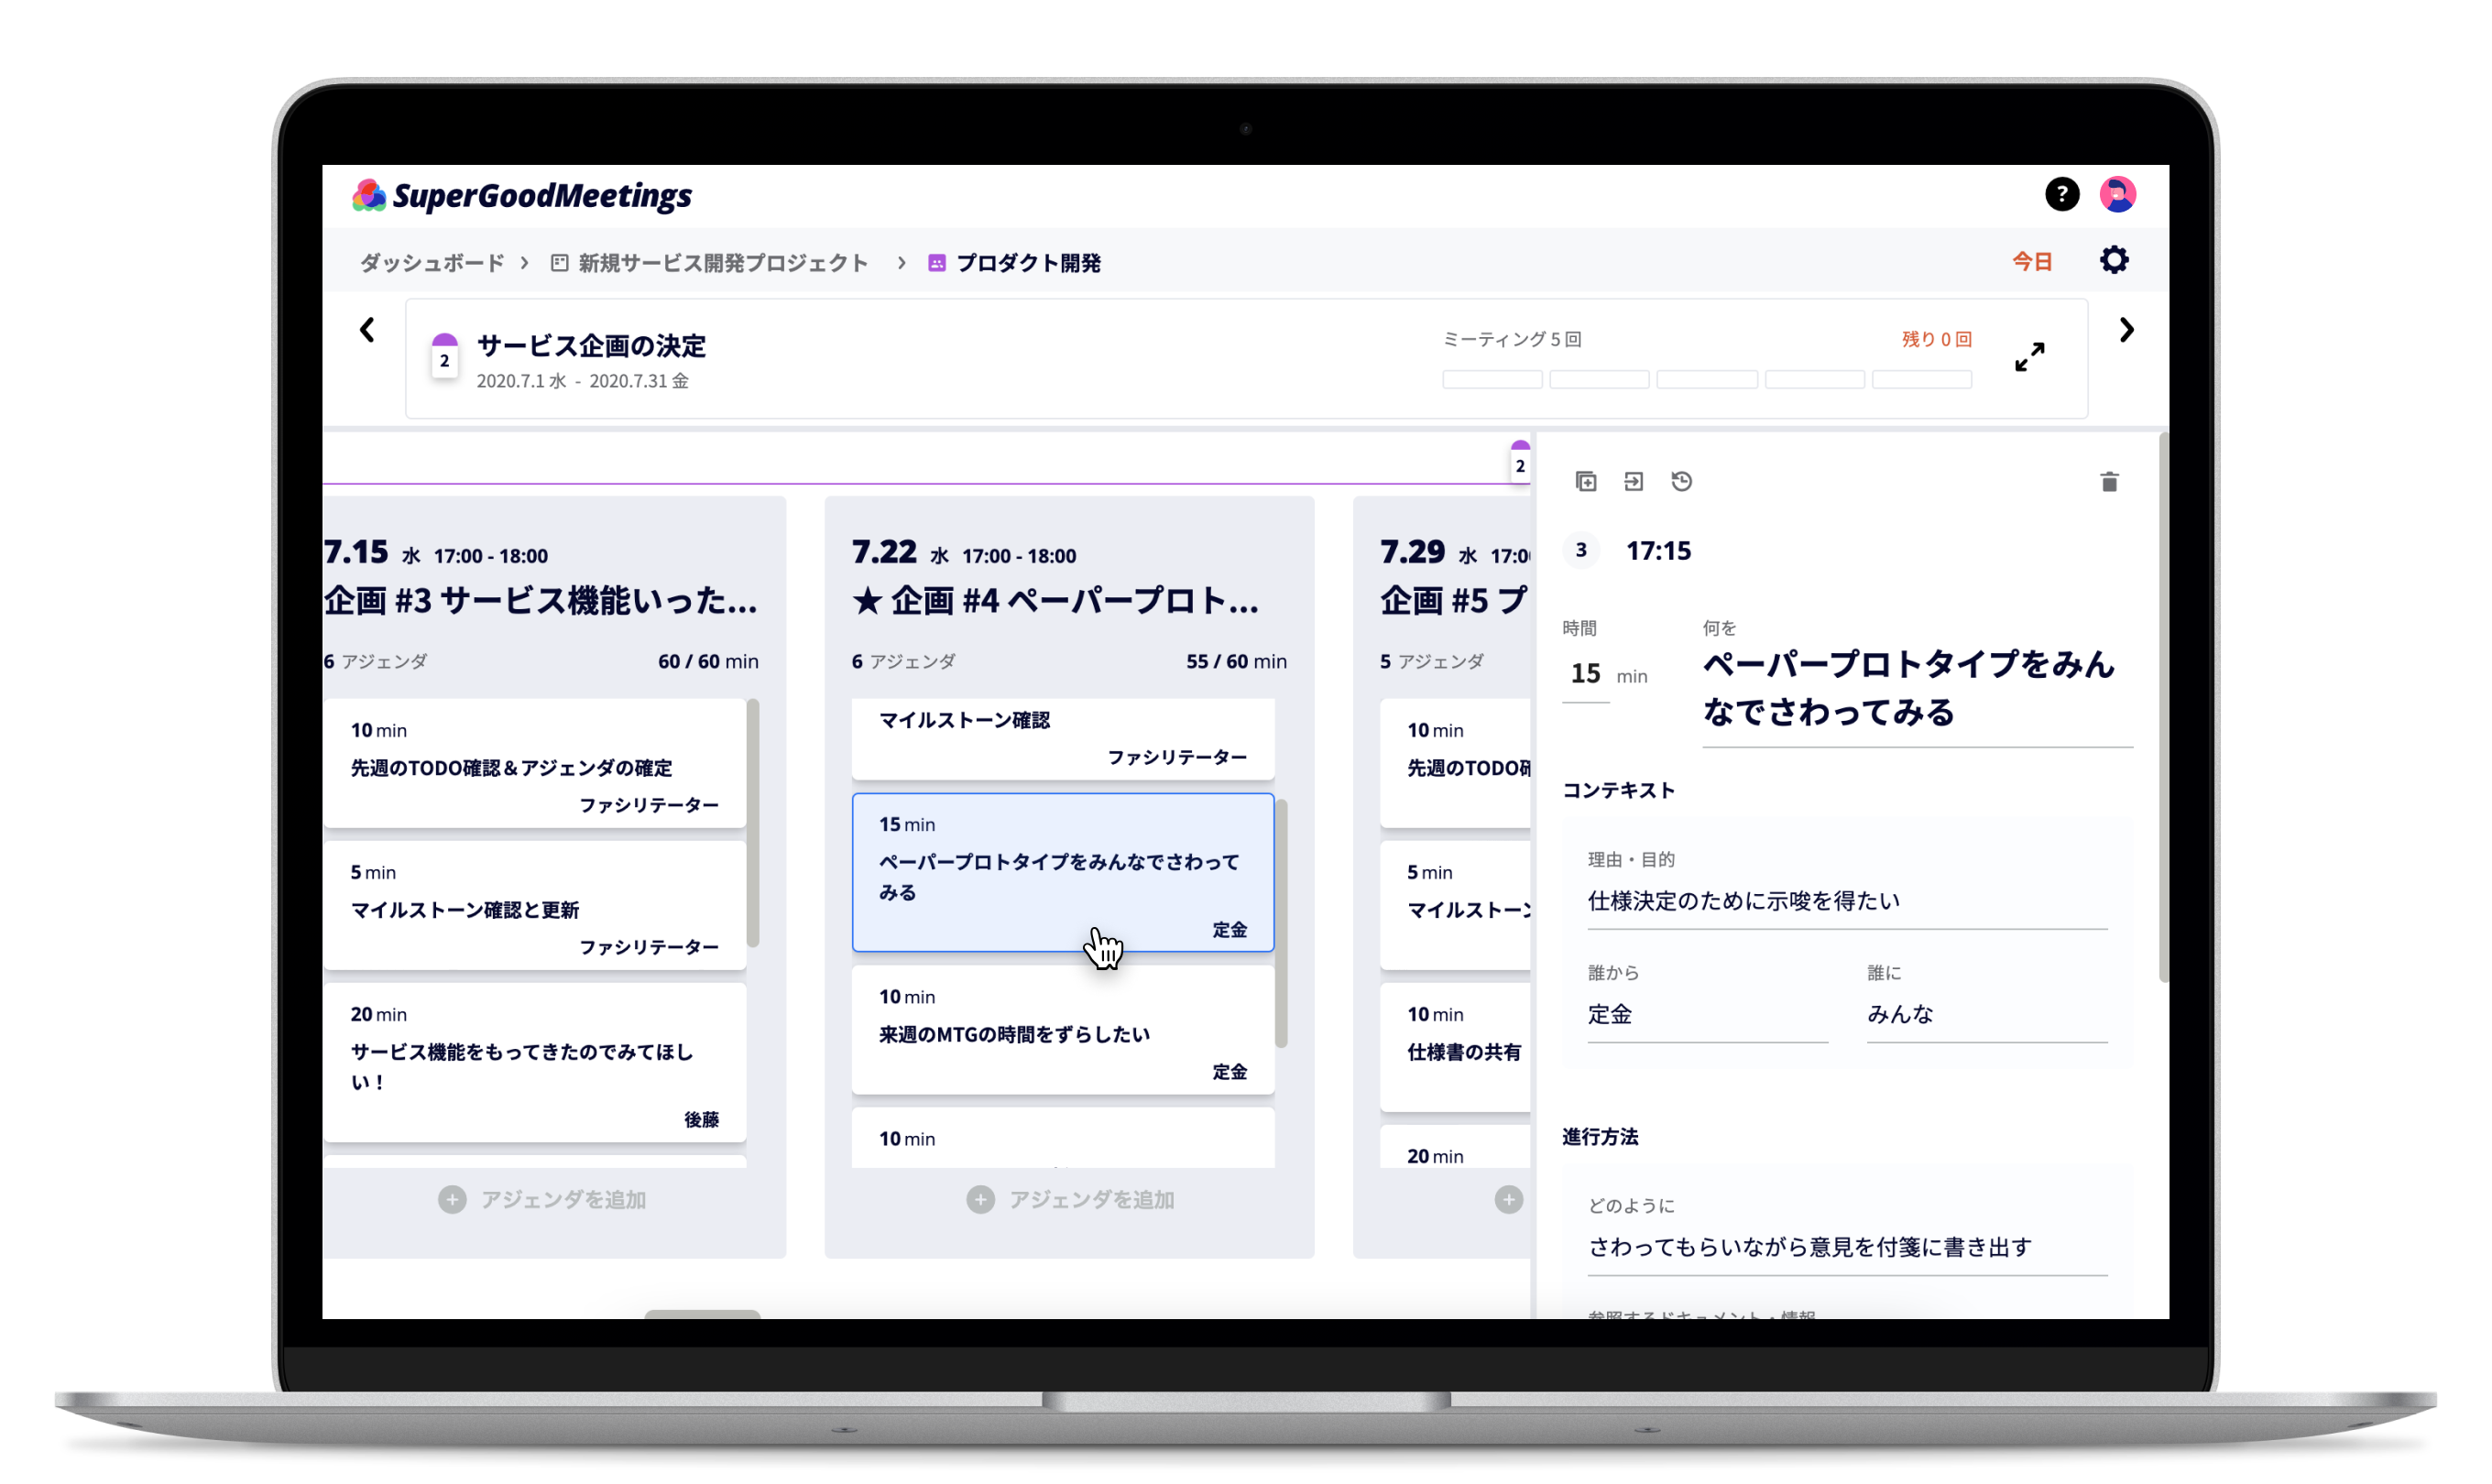 SuperGoodMeetings
?
ダッシュボード > 新規サービス開発プロジェクト > プロダクト開発
今日
2
サービス企画の決定
2020.7.1 水 - 2020.7.31 金
ミーティング 5 回
残り 0 回
2
7.15 水 17:00 - 18:00
企画 #3 サービス機能いった...
6 アジェンダ
60 / 60 min
10 min
先週のTODO確認＆アジェンダの確定
ファシリテーター
5 min
マイルストーン確認と更新
ファシリテーター
20 min
サービス機能をもってきたのでみてほし
い！
後藤
アジェンダを追加
7.22 水 17:00 - 18:00
★ 企画 #4 ペーパープロト...
6 アジェンダ
55 / 60 min
マイルストーン確認
ファシリテーター
15 min
ペーパープロトタイプをみんなでさわって
みる
定金
10 min
来週のMTGの時間をずらしたい
定金
10 min
アジェンダを追加
7.29 水 17:0
企画 #5 プ
5 アジェンダ
10 min
先週のTODO確
5 min
マイルストーン
10 min
仕様書の共有
20 min
3 17:15
時間
15 min
何を
ペーパープロトタイプをみん
なでさわってみる
コンテキスト
理由・目的
仕様決定のために示唆を得たい
誰から
定金
誰に
みんな
進行方法
どのように
さわってもらいながら意見を付箋に書き出す
参照するドキュメント・情報